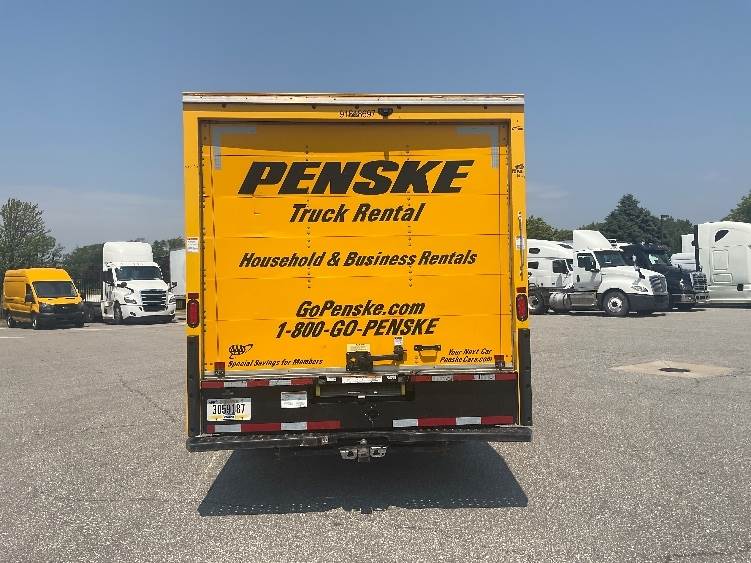 PENSKE
Truck Rental
Household & Business Rentals
GoPenske.com
1-800-GO-PENSKE
AAA
Special Savings for Members
Your Next Car
PenskeCars.com
3059187